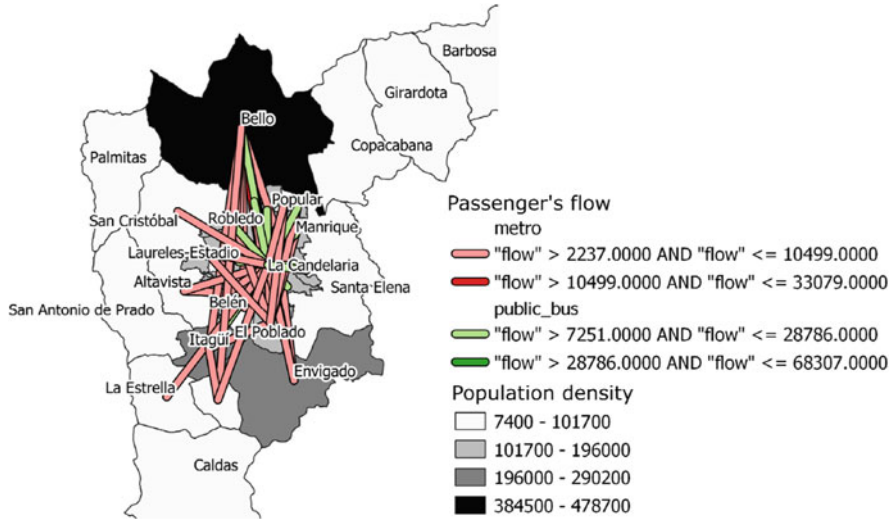 Barbosa
Girardota
Bello
Copacabana
Palmitas
Popular
San Cristóbal
Robledo
Manrique
Laureles-Estadio
La Candelaria
Altavista
Santa Elena
San Antonio de Prado
Belén
Itagüí
El Poblado
La Estrella
Envigado
Caldas
Passenger's flow
metro
"flow" > 2237.0000 AND "flow" <= 10499.0000
"flow" > 10499.0000 AND "flow" <= 33079.0000
public_bus
"flow" > 7251.0000 AND "flow" <= 28786.0000
"flow" > 28786.0000 AND "flow" <= 68307.0000
Population density
7400 - 101700
101700 - 196000
196000 - 290200
384500 - 478700